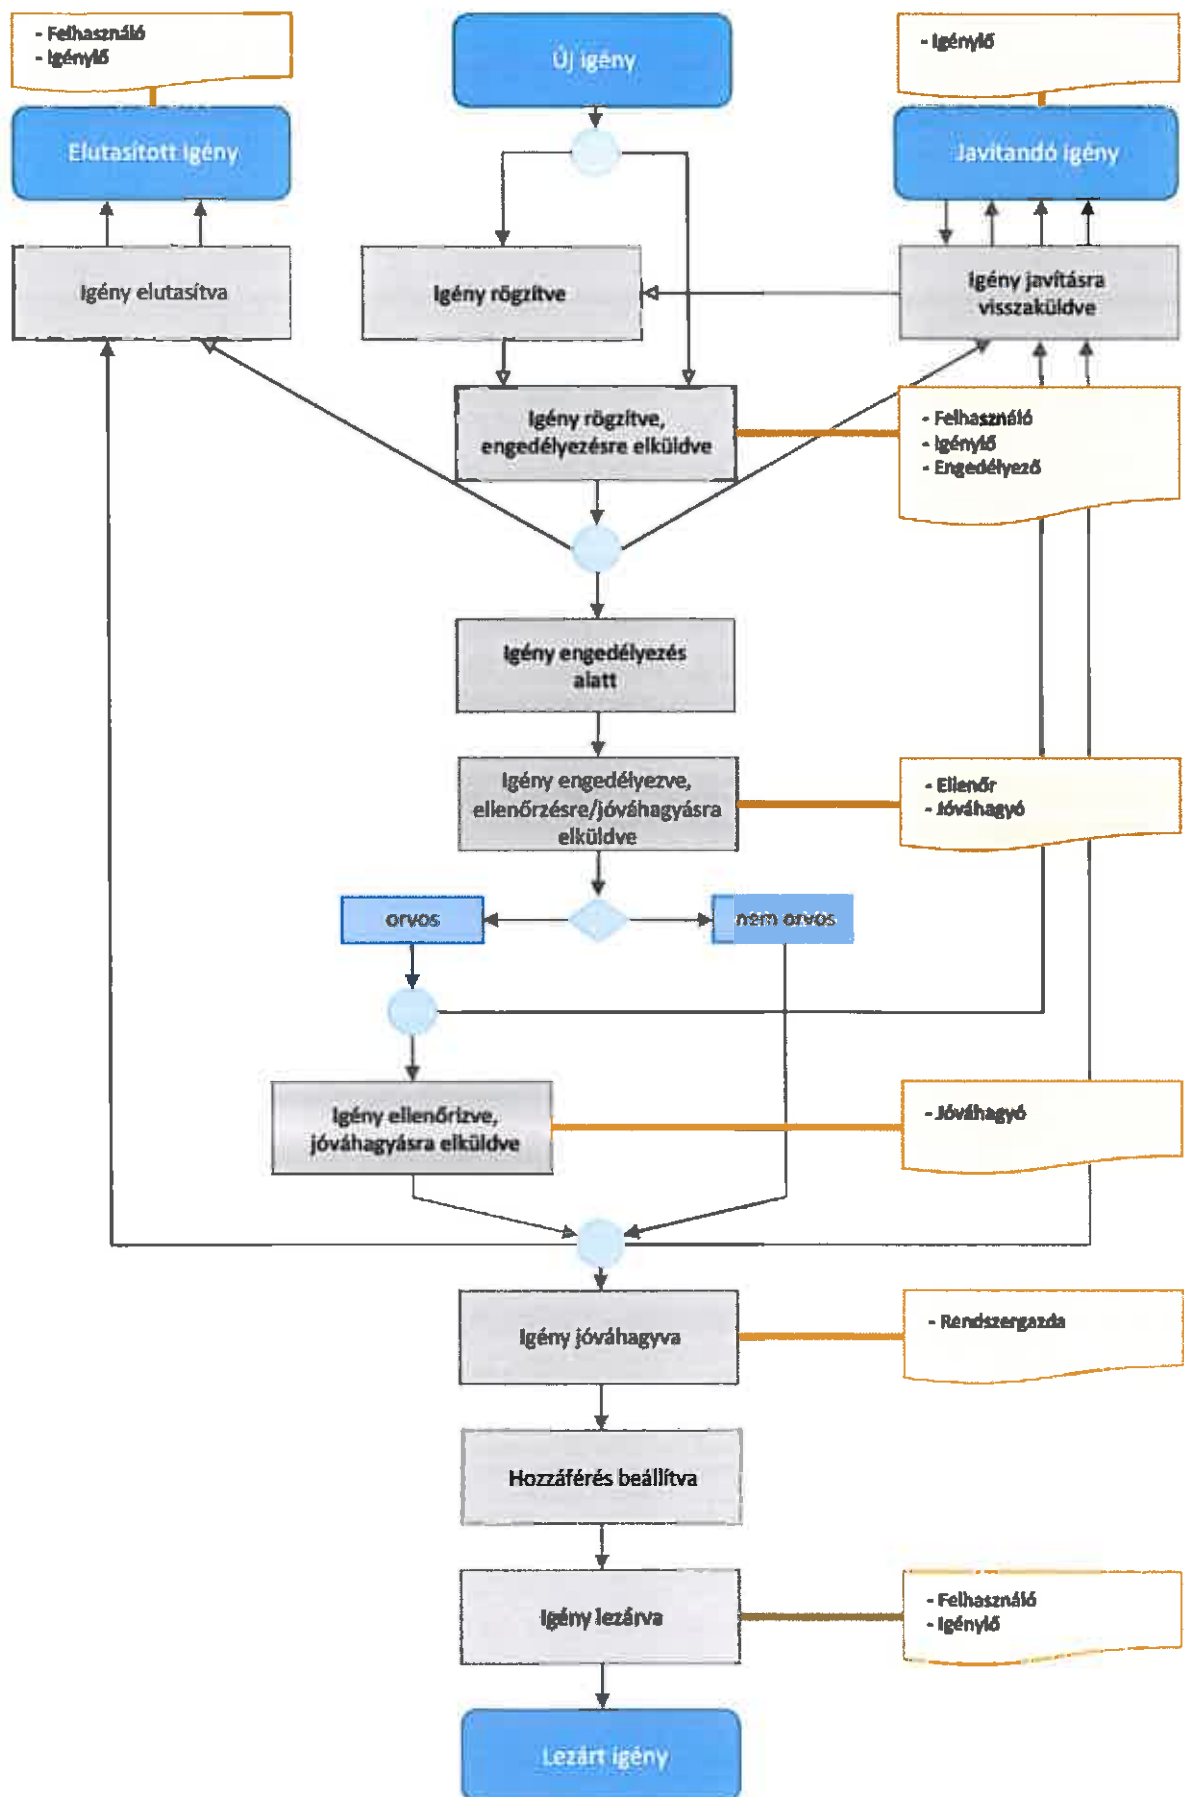 - Felhasználó
- Igénylő
Új igény
- Igénylő
Elutasított igény
Javítandó igény
Igény elutasítva
Igény rögzítve
Igény javításra
visszaküldve
Igény rögzítve,
engedélyezésre elküldve
- Felhasználó
- Igénylő
- Engedélyező
Igény engedélyezés
alatt
Igény engedélyezve,
ellenőrzésre/jóváhagyásra
elküldve
- Ellenőr
- Jóváhagyó
orvos
nem orvos
Igény ellenőrizve,
jóváhagyásra elküldve
- Jóváhagyó
Igény jóváhagyva
- Rendszergazda
Hozzáférés beállítva
Igény lezárva
- Felhasználó
- Igénylő
Lezárt igény